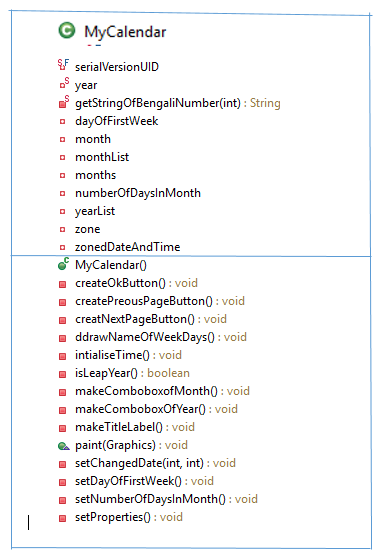 MyCalendar
serialVersionUID
year
getStringOfBengaliNumber(int) : String
dayOfFirstWeek
month
monthList
months
numberOfDaysInMonth
yearList
zone
zonedDateAndTime
MyCalendar()
createOkButton() : void
createPreousPageButton() : void
creatNextPageButton() : void
ddrawNameOfWeekDays() : void
intialiseTime() : void
isLeapYear() : boolean
makeComboboxofMonth() : void
makeComboboxOfYear() : void
makeTitleLabel() : void
paint(Graphics) : void
setChangedDate(int, int) : void
setDayOfFirstWeek() : void
setNumberOfDaysInMonth() : void
setProperties() : void